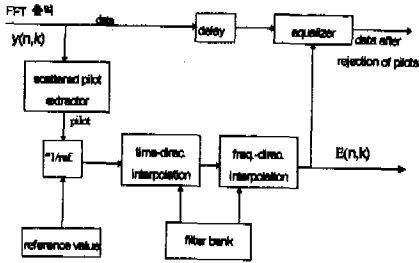 FFT 출력
data
y(n,k)
delay
equalizer
data after
rejection of pilots
scattered pilot
extractor
pilot
*1/ref.
time-direc.
interpolation
freq.-direc.
interpolation
E(n,k)
reference value
filter bank